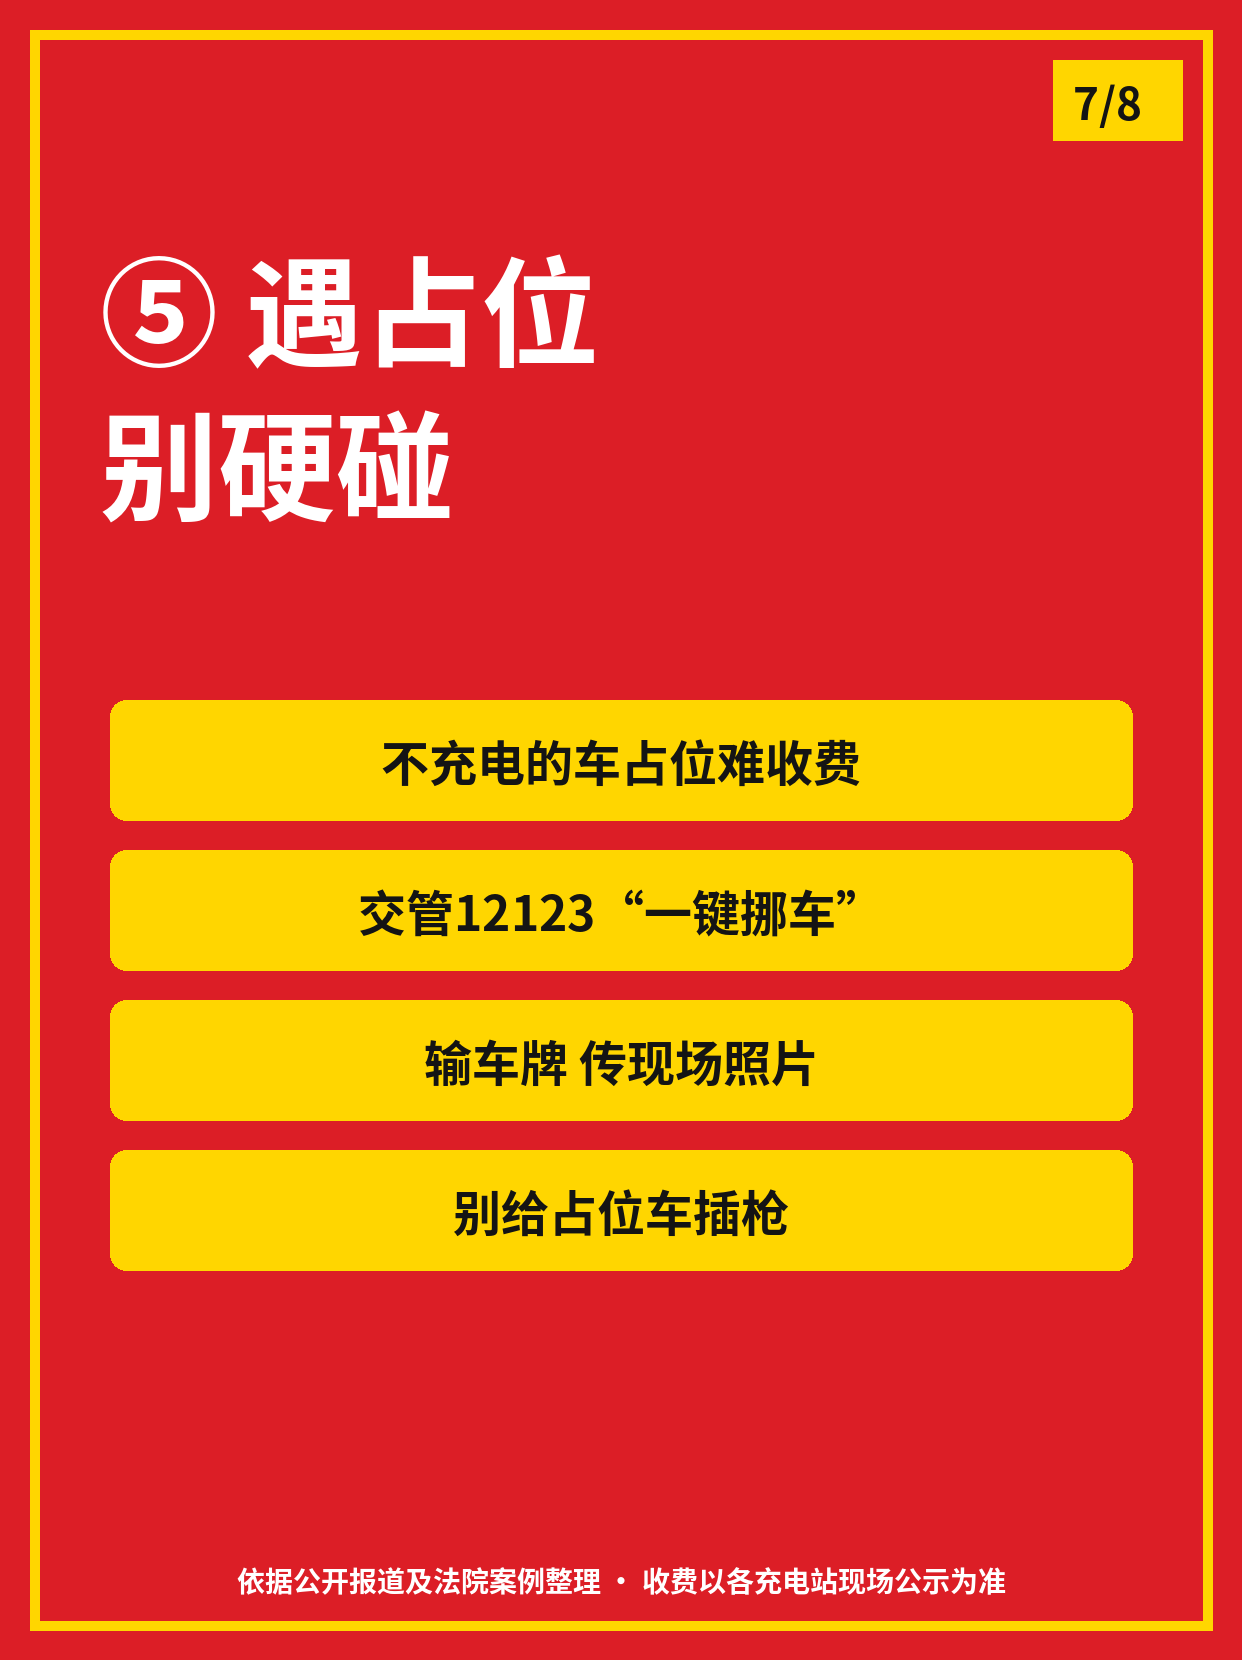 7/8
⑤ 遇占位
别硬碰
不充电的车占位难收费
交管12123“一键挪车”
输车牌 传现场照片
别给占位车插枪
依据公开报道及法院案例整理 · 收费以各充电站现场公示为准